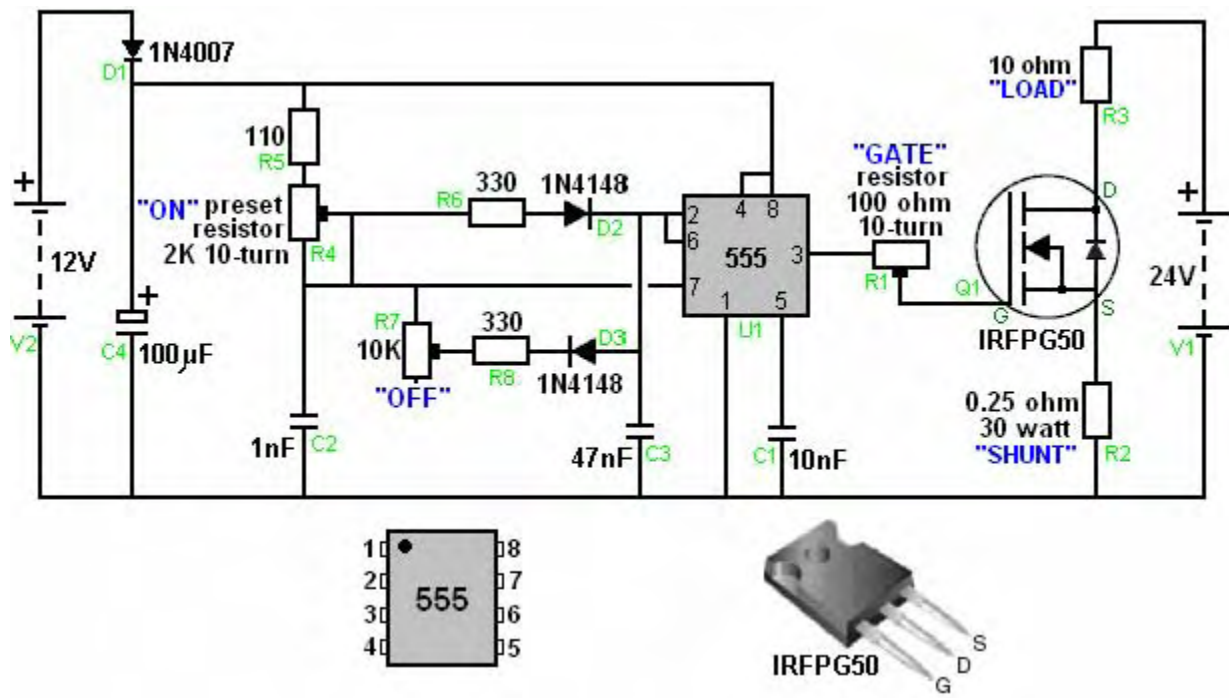 1N4007
D1
110
R5
"ON" preset
resistor
2K 10-turn
R4
+
12V
V2
+
C4
100µF
330
R6
1N4148
D2
R7
10K
"OFF"
330
R8
D3
1N4148
1nF
C2
47nF
C3
2
6
7
4
8
3
555
1
5
U1
C1
10nF
"GATE"
resistor
100 ohm
10-turn
R1
10 ohm
"LOAD"
R3
Q1
G
D
S
IRFPG50
+
24V
V1
0.25 ohm
30 watt
"SHUNT"
R2
1
2
3
4
555
8
7
6
5
IRFPG50
S
D
G